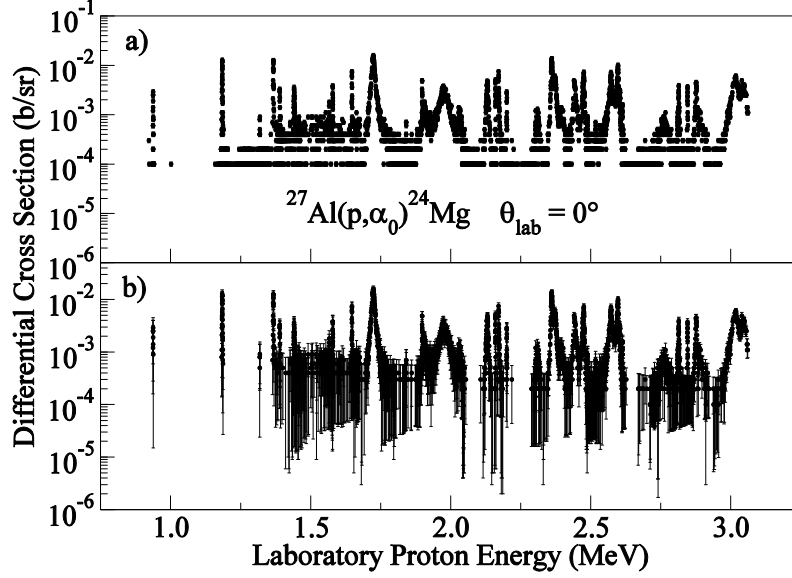 Differential Cross Section (b/sr)
10⁻¹
a)
10⁻²
10⁻³
10⁻⁴
²⁷Al(p,α₀)²⁴Mg θ_lab = 0°
10⁻⁵
10⁻⁶
b)
10⁻²
10⁻³
10⁻⁴
10⁻⁵
10⁻⁶
1.0 1.5 2.0 2.5 3.0
Laboratory Proton Energy (MeV)